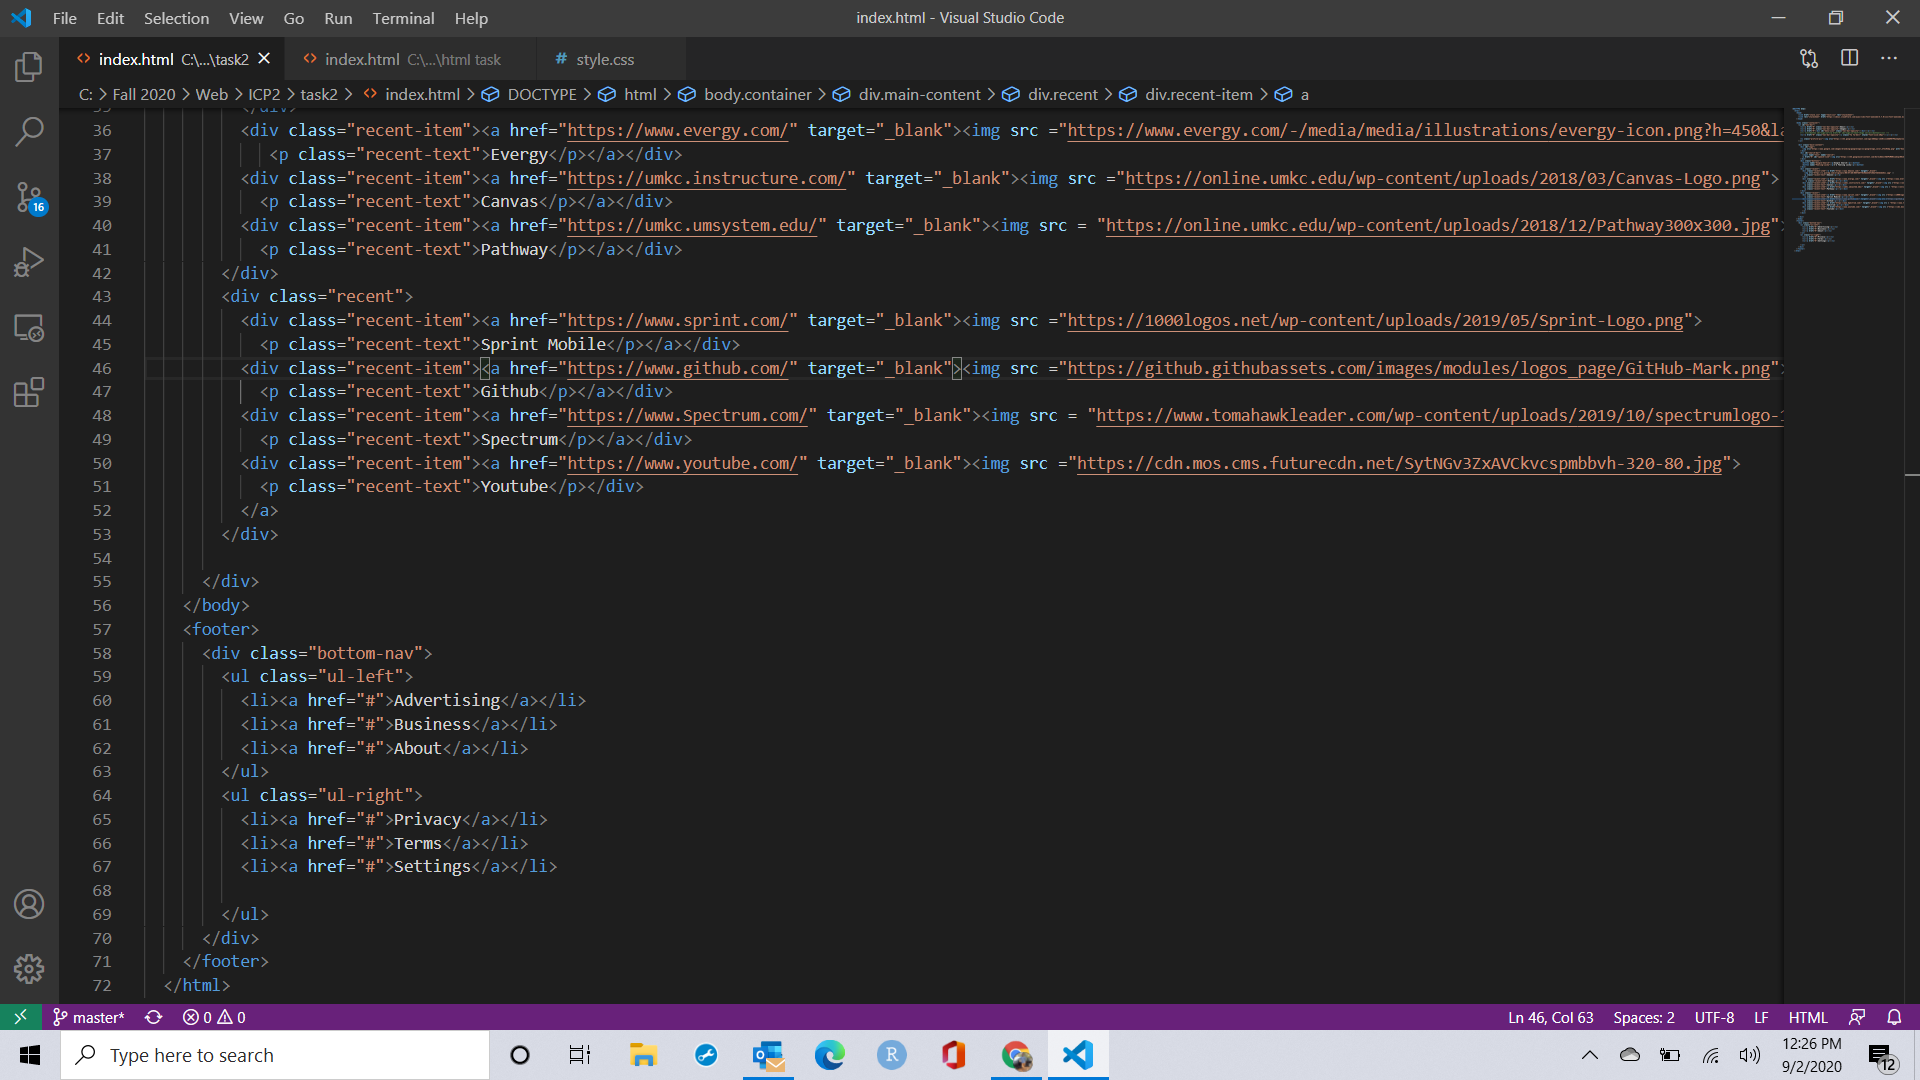 File Edit Selection View Go Run Terminal Help
index.html - Visual Studio Code
index.html C:\...\task2
index.html C:\...\html task
# style.css
C: > Fall 2020 > Web > ICP2 > task2 > index.html > DOCTYPE > html > body.container > div.main-content > div.recent > div.recent-item > a
36 <div class="recent-item"><a href="https://www.evergy.com/" target="_blank"><img src ="https://www.evergy.com/-/media/media/illustrations/evergy-icon.png?h=450&la
37 <p class="recent-text">Evergy</p></a></div>
38 <div class="recent-item"><a href="https://umkc.instructure.com/" target="_blank"><img src ="https://online.umkc.edu/wp-content/uploads/2018/03/Canvas-Logo.png">
39 <p class="recent-text">Canvas</p></a></div>
40 <div class="recent-item"><a href="https://umkc.umsystem.edu/" target="_blank"><img src = "https://online.umkc.edu/wp-content/uploads/2018/12/Pathway300x300.jpg">
41 <p class="recent-text">Pathway</p></a></div>
42 </div>
43 <div class="recent">
44 <div class="recent-item"><a href="https://www.sprint.com/" target="_blank"><img src ="https://1000logos.net/wp-content/uploads/2019/05/Sprint-Logo.png">
45 <p class="recent-text">Sprint Mobile</p></a></div>
46 <div class="recent-item"><a href="https://www.github.com/" target="_blank"><img src ="https://github.githubassets.com/images/modules/logos_page/GitHub-Mark.png">
47 <p class="recent-text">Github</p></a></div>
48 <div class="recent-item"><a href="https://www.Spectrum.com/" target="_blank"><img src = "https://www.tomahawkleader.com/wp-content/uploads/2019/10/spectrumlogo-1
49 <p class="recent-text">Spectrum</p></a></div>
50 <div class="recent-item"><a href="https://www.youtube.com/" target="_blank"><img src ="https://cdn.mos.cms.futurecdn.net/SytNGv3ZxAVCkvcspmbbvh-320-80.jpg">
51 <p class="recent-text">Youtube</p></div>
52 </a>
53 </div>
54
55 </div>
56 </body>
57 <footer>
58 <div class="bottom-nav">
59 <ul class="ul-left">
60 <li><a href="#">Advertising</a></li>
61 <li><a href="#">Business</a></li>
62 <li><a href="#">About</a></li>
63 </ul>
64 <ul class="ul-right">
65 <li><a href="#">Privacy</a></li>
66 <li><a href="#">Terms</a></li>
67 <li><a href="#">Settings</a></li>
68
69 </ul>
70 </div>
71 </footer>
72 </html>
16
master* 0 0
Ln 46, Col 63 Spaces: 2 UTF-8 LF HTML
Type here to search
R
12:26 PM
9/2/2020
12